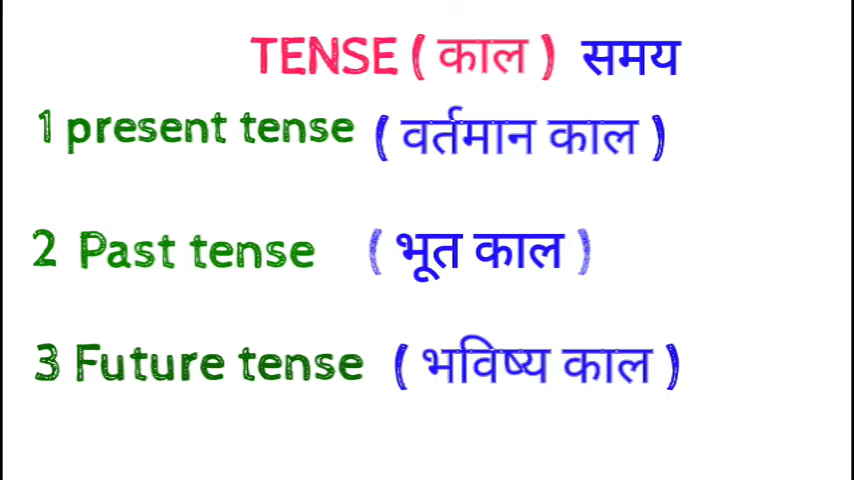 TENSE ( काल ) समय
1 present tense ( वर्तमान काल )
2 Past tense ( भूत काल )
3 Future tense ( भविष्य काल )